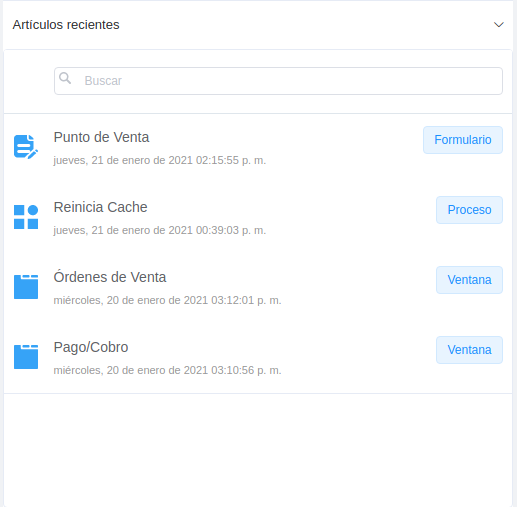 Artículos recientes
Buscar
Punto de Venta
Formulario
jueves, 21 de enero de 2021 02:15:55 p. m.
Reinicia Cache
Proceso
jueves, 21 de enero de 2021 00:39:03 p. m.
Órdenes de Venta
Ventana
miércoles, 20 de enero de 2021 03:12:01 p. m.
Pago/Cobro
Ventana
miércoles, 20 de enero de 2021 03:10:56 p. m.